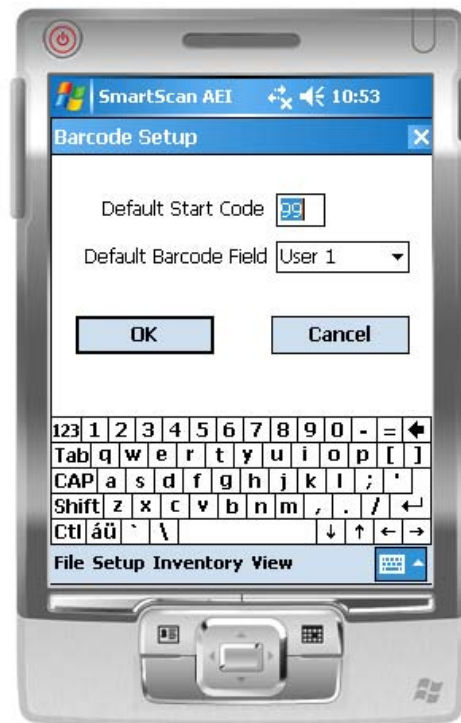 SmartScan AEI 10:53
Barcode Setup
Default Start Code 99
Default Barcode Field User 1
OK Cancel
123 1 2 3 4 5 6 7 8 9 0 - =
Tab q w e r t y u i o p [ ]
CAP a s d f g h j k l ; '
Shift z x c v b n m , . /
Ctl áü ` \ ↓ ↑ ← →
File Setup Inventory View